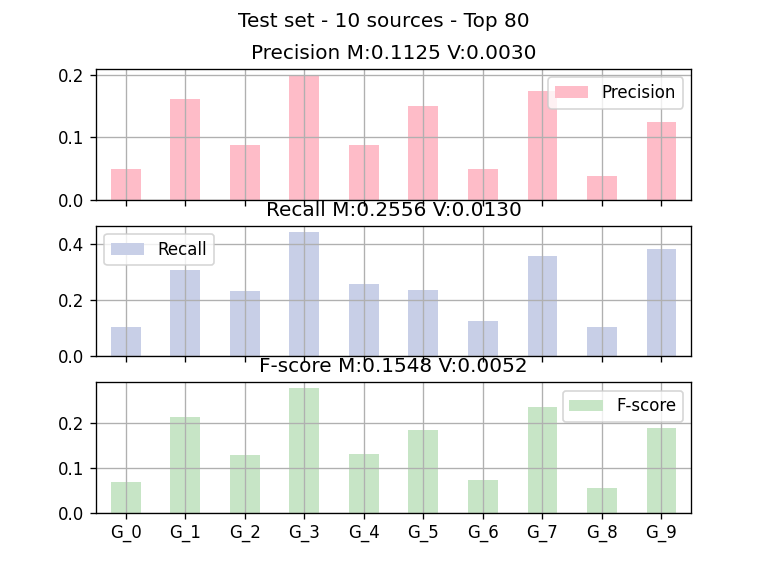 Test set - 10 sources - Top 80
Precision M:0.1125 V:0.0030
0.2
0.1
0.0
Precision
Recall M:0.2556 V:0.0130
0.4
0.2
0.0
Recall
F-score M:0.1548 V:0.0052
0.2
0.1
0.0
F-score
G_0 G_1 G_2 G_3 G_4 G_5 G_6 G_7 G_8 G_9